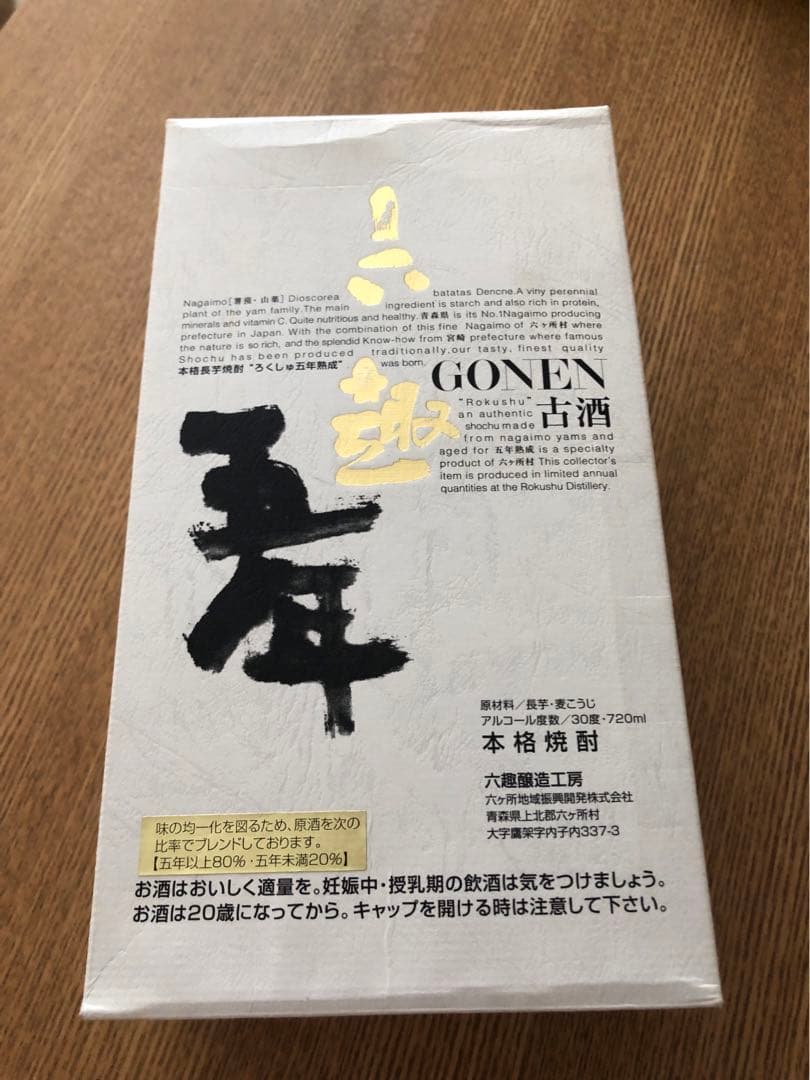 六趣
Nagaimo[薯蕷・山薬] Dioscorea batatas Dencne.A viny perennial
plant of the yam family.The main ingredient is starch and also rich in protein,
minerals and vitamin C. Quite nutritious and healthy. 青森県 is its No.1Nagaimo producing
prefecture in Japan. With the combination of this fine Nagaimo of 六ヶ所村 where
the nature is so rich, and the splendid Know-how from 宮崎 prefecture where famous
Shochu has been produced traditionally,our tasty, finest quality
本格長芋焼酎 "ろくしゅ五年熟成" was born.
GONEN
古酒
"Rokushu"
an authentic
shochu made
from nagaimo yams and
aged for 五年熟成 is a specialty
product of 六ヶ所村 This collector's
item is produced in limited annual
quantities at the Rokushu Distillery.
五年
原材料/長芋・麦こうじ
アルコール度数/30度・720ml
本格焼酎
六趣醸造工房
六ヶ所地域振興開発株式会社
青森県上北郡六ヶ所村
大字鷹架字内子内337-3
味の均一化を図るため、原酒を次の
比率でブレンドしております。
【五年以上80%・五年未満20%】
お酒はおいしく適量を。妊娠中・授乳期の飲酒は気をつけましょう。
お酒は20歳になってから。キャップを開ける時は注意して下さい。